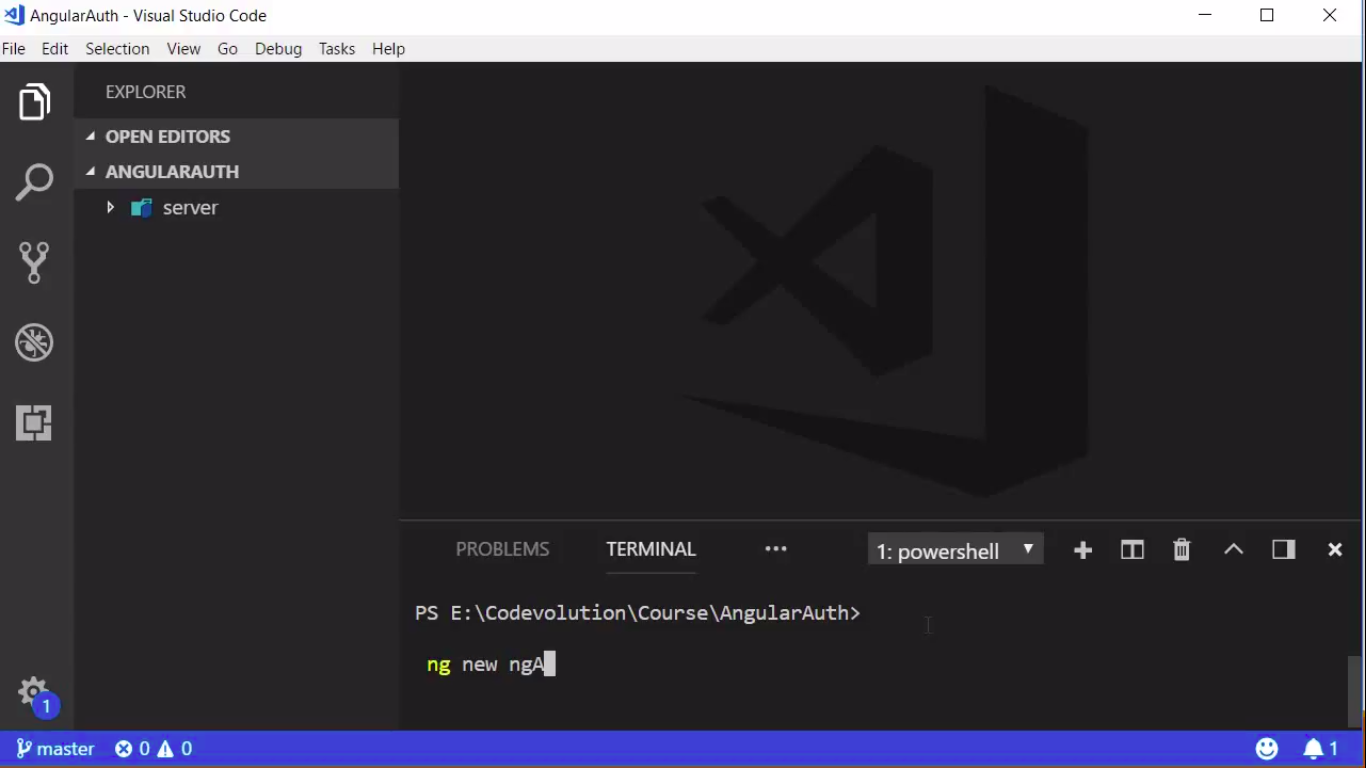 AngularAuth - Visual Studio Code
File Edit Selection View Go Debug Tasks Help
EXPLORER
OPEN EDITORS
ANGULARAUTH
server
PROBLEMS TERMINAL ••• 1: powershell
PS E:\Codevolution\Course\AngularAuth>
ng new ngA
1
master 0 0 1